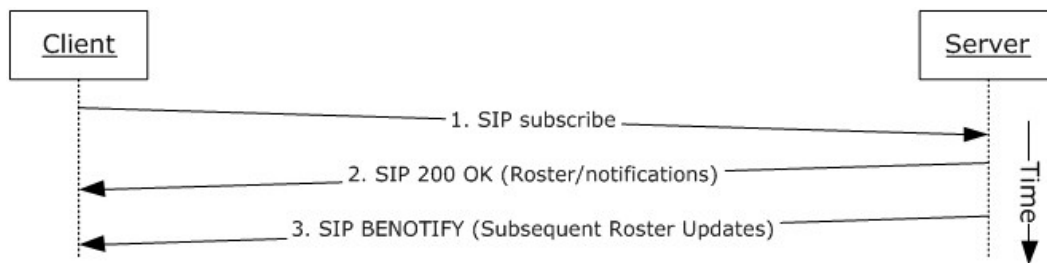 Client
Server
1. SIP subscribe
2. SIP 200 OK (Roster/notifications)
3. SIP BENOTIFY (Subsequent Roster Updates)
Time